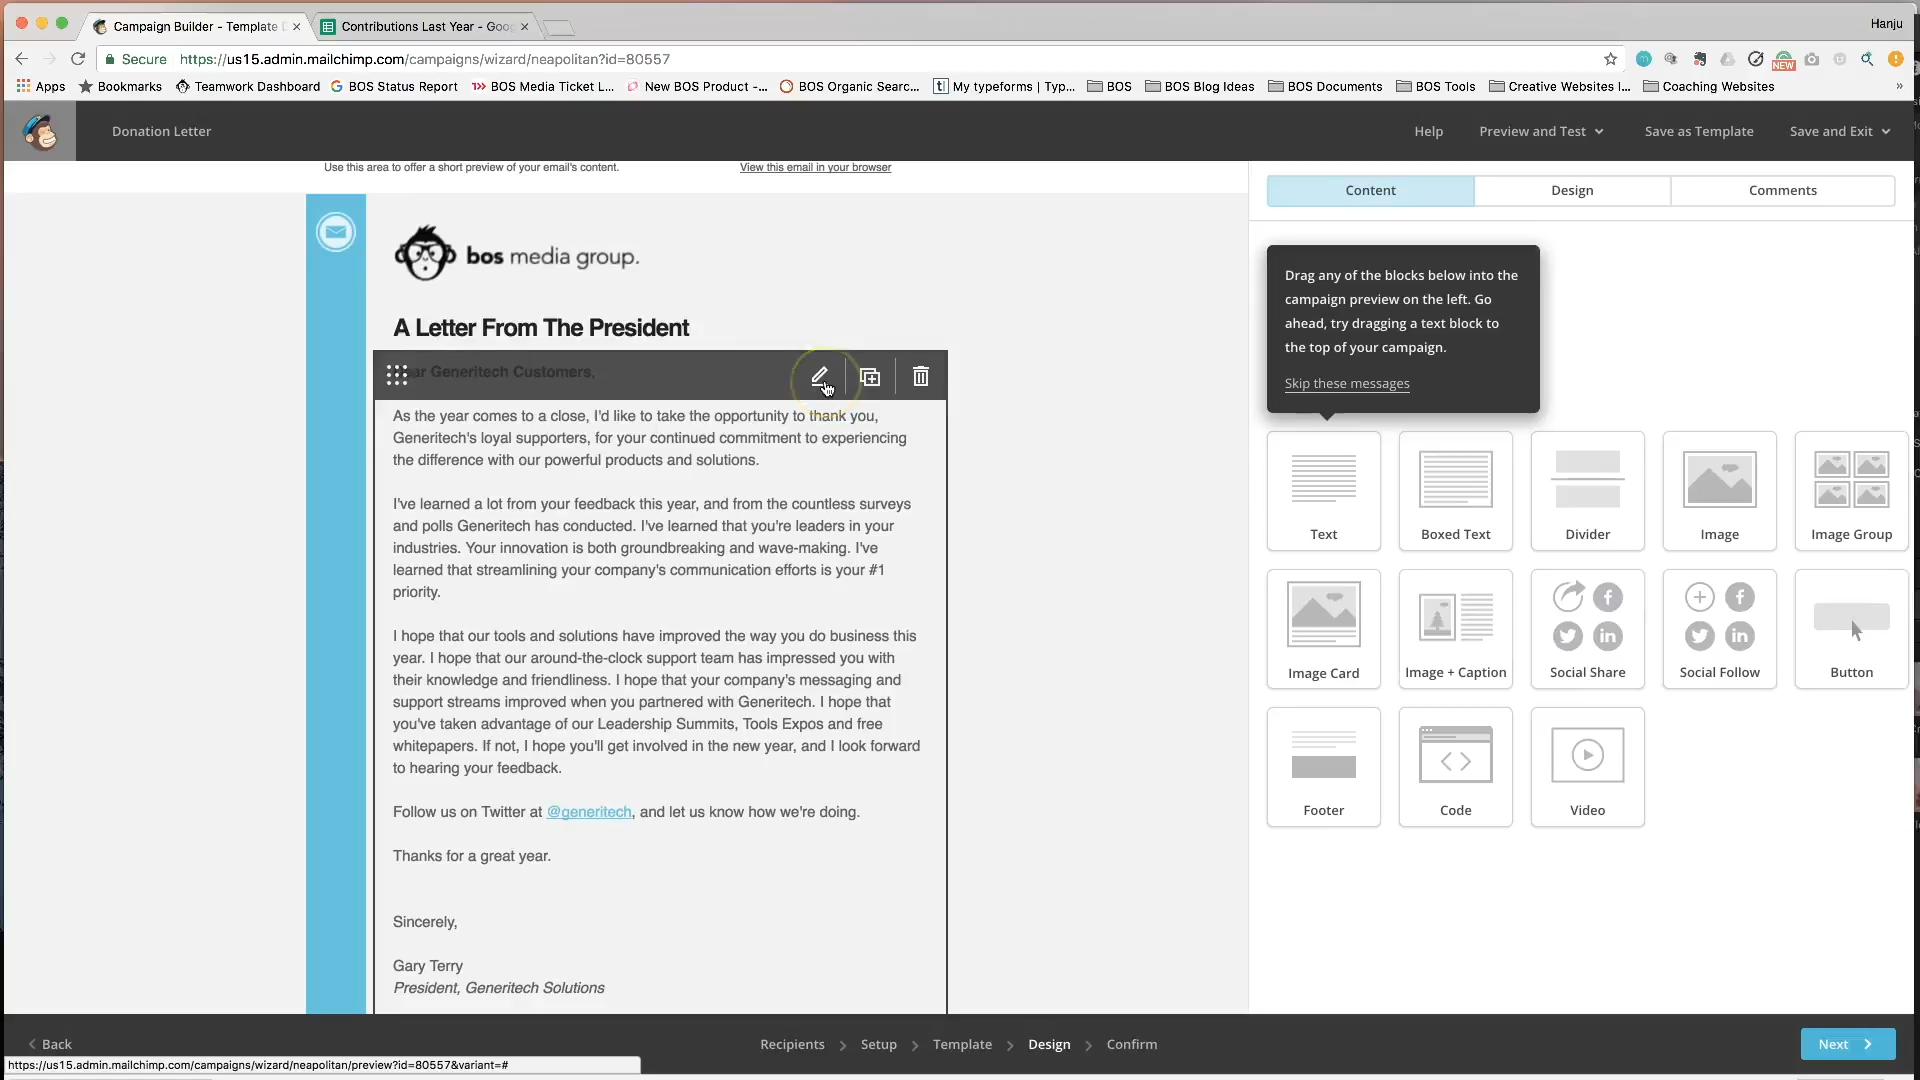 Hanju
Campaign Builder - Template
Contributions Last Year - Goo
Secure https://us15.admin.mailchimp.com/campaigns/wizard/neapolitan?id=80557
Apps Bookmarks Teamwork Dashboard BOS Status Report BOS Media Ticket L... New BOS Product -... BOS Organic Searc... My typeforms | Typ... BOS BOS Blog Ideas BOS Documents BOS Tools Creative Websites I... Coaching Websites »
NEW
Donation Letter Help Preview and Test Save as Template Save and Exit
Use this area to offer a short preview of your email's content. View this email in your browser
Content Design Comments
bos media group.
A Letter From The President
ar Generitech Customers,
As the year comes to a close, I'd like to take the opportunity to thank you,
Generitech's loyal supporters, for your continued commitment to experiencing
the difference with our powerful products and solutions.
I've learned a lot from your feedback this year, and from the countless surveys
and polls Generitech has conducted. I've learned that you're leaders in your
industries. Your innovation is both groundbreaking and wave-making. I've
learned that streamlining your company's communication efforts is your #1
priority.
I hope that our tools and solutions have improved the way you do business this
year. I hope that our around-the-clock support team has impressed you with
their knowledge and friendliness. I hope that your company's messaging and
support streams improved when you partnered with Generitech. I hope that
you've taken advantage of our Leadership Summits, Tools Expos and free
whitepapers. If not, I hope you'll get involved in the new year, and I look forward
to hearing your feedback.
Follow us on Twitter at @generitech, and let us know how we're doing.
Thanks for a great year.
Sincerely,
Gary Terry
President, Generitech Solutions
Drag any of the blocks below into the
campaign preview on the left. Go
ahead, try dragging a text block to
the top of your campaign.
Skip these messages
Text Boxed Text Divider Image Image Group
Image Card Image + Caption Social Share Social Follow Button
Footer Code Video
Back Recipients Setup Template Design Confirm Next
https://us15.admin.mailchimp.com/campaigns/wizard/neapolitan/preview?id=80557&variant=#